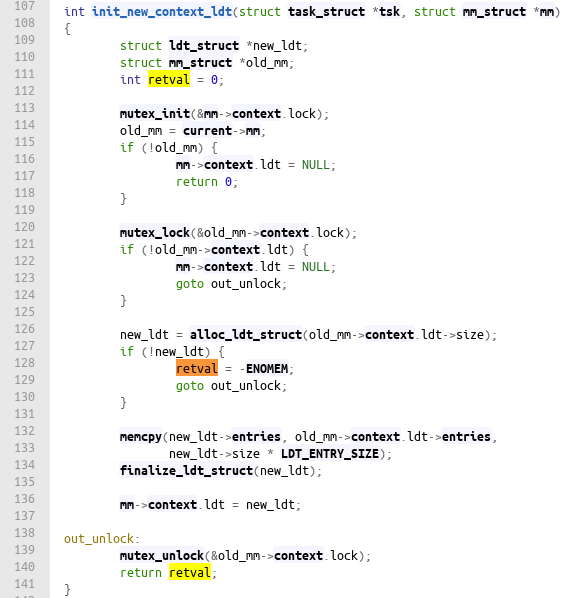 107 int init_new_context_ldt(struct task_struct *tsk, struct mm_struct *mm)
108 {
109         struct ldt_struct *new_ldt;
110         struct mm_struct *old_mm;
111         int retval = 0;
112
113         mutex_init(&mm->context.lock);
114         old_mm = current->mm;
115         if (!old_mm) {
116                 mm->context.ldt = NULL;
117                 return 0;
118         }
119
120         mutex_lock(&old_mm->context.lock);
121         if (!old_mm->context.ldt) {
122                 mm->context.ldt = NULL;
123                 goto out_unlock;
124         }
125
126         new_ldt = alloc_ldt_struct(old_mm->context.ldt->size);
127         if (!new_ldt) {
128                 retval = -ENOMEM;
129                 goto out_unlock;
130         }
131
132         memcpy(new_ldt->entries, old_mm->context.ldt->entries,
133                new_ldt->size * LDT_ENTRY_SIZE);
134         finalize_ldt_struct(new_ldt);
135
136         mm->context.ldt = new_ldt;
137
138 out_unlock:
139         mutex_unlock(&old_mm->context.lock);
140         return retval;
141 }